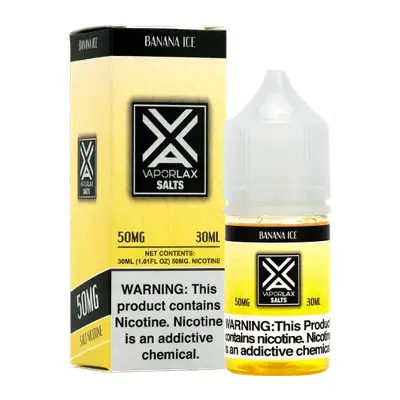 BANANA ICE
VAPORLAX
SALTS
50MG 30ML
NET CONTENTS:
30ML (1.01FL OZ) 50MG. NICOTINE
WARNING: This
product contains
Nicotine. Nicotine
is an addictive
chemical.
50MG
SALT NICOTINE
BANANA ICE
VAPORLAX
SALTS
50MG 30ML
WARNING:This Product
contains nicotine. Nicotine
is an addictive chemical.